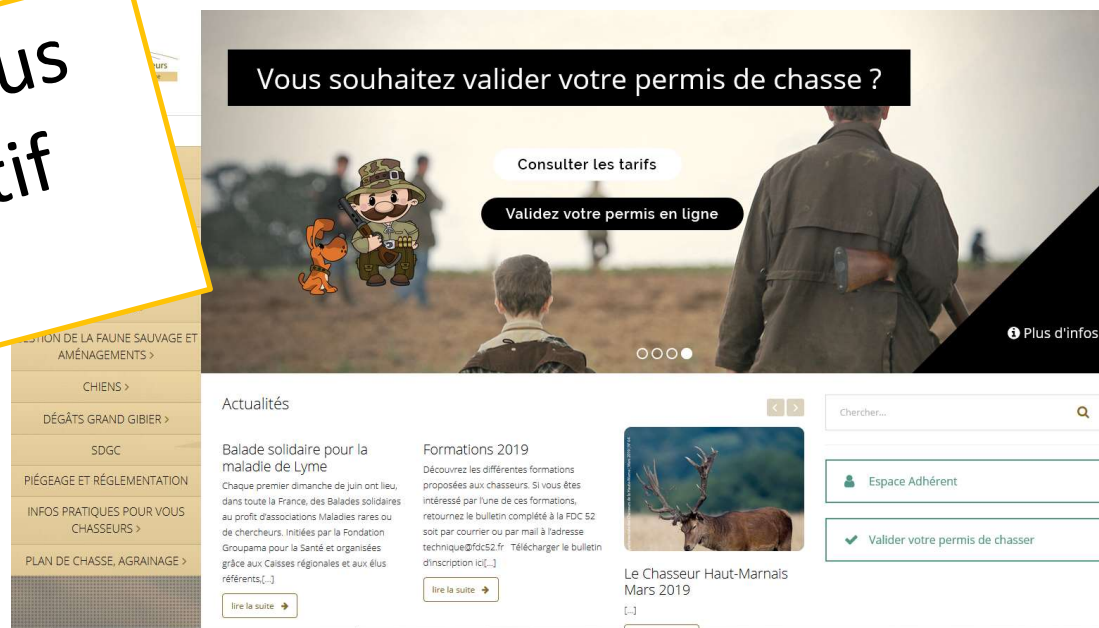 Vous souhaitez valider votre permis de chasse ?
Consulter les tarifs
Validez votre permis en ligne
Plus d'infos
AMÉNAGEMENTS >
CHIENS >
DÉGÂTS GRAND GIBIER >
SDGC
PIÉGEAGE ET RÉGLEMENTATION
INFOS PRATIQUES POUR VOUS
CHASSEURS >
PLAN DE CHASSE, AGRAINAGE >
DE LA FAUNE SAUVAGE ET
Actualités
Balade solidaire pour la
maladie de Lyme
Chaque premier dimanche de juin ont lieu,
dans toute la France, des Balades solidaires
au profit d'associations Maladies rares ou
de chercheurs. Initiées par la Fondation
Groupama pour la Santé et organisées
grâce aux Caisses régionales et aux élus
référents,[...]
lire la suite
Formations 2019
Découvrez les différentes formations
proposées aux chasseurs. Si vous êtes
intéressé par l'une de ces formations,
retournez le bulletin complété à la FDC 52
soit par courrier ou par mail à l'adresse
technique@fdc52.fr Télécharger le bulletin
d'inscription ici[...]
lire la suite
Le Chasseur Haut-Marnais
Mars 2019
[...]
Chercher...
Espace Adhérent
Valider votre permis de chasser